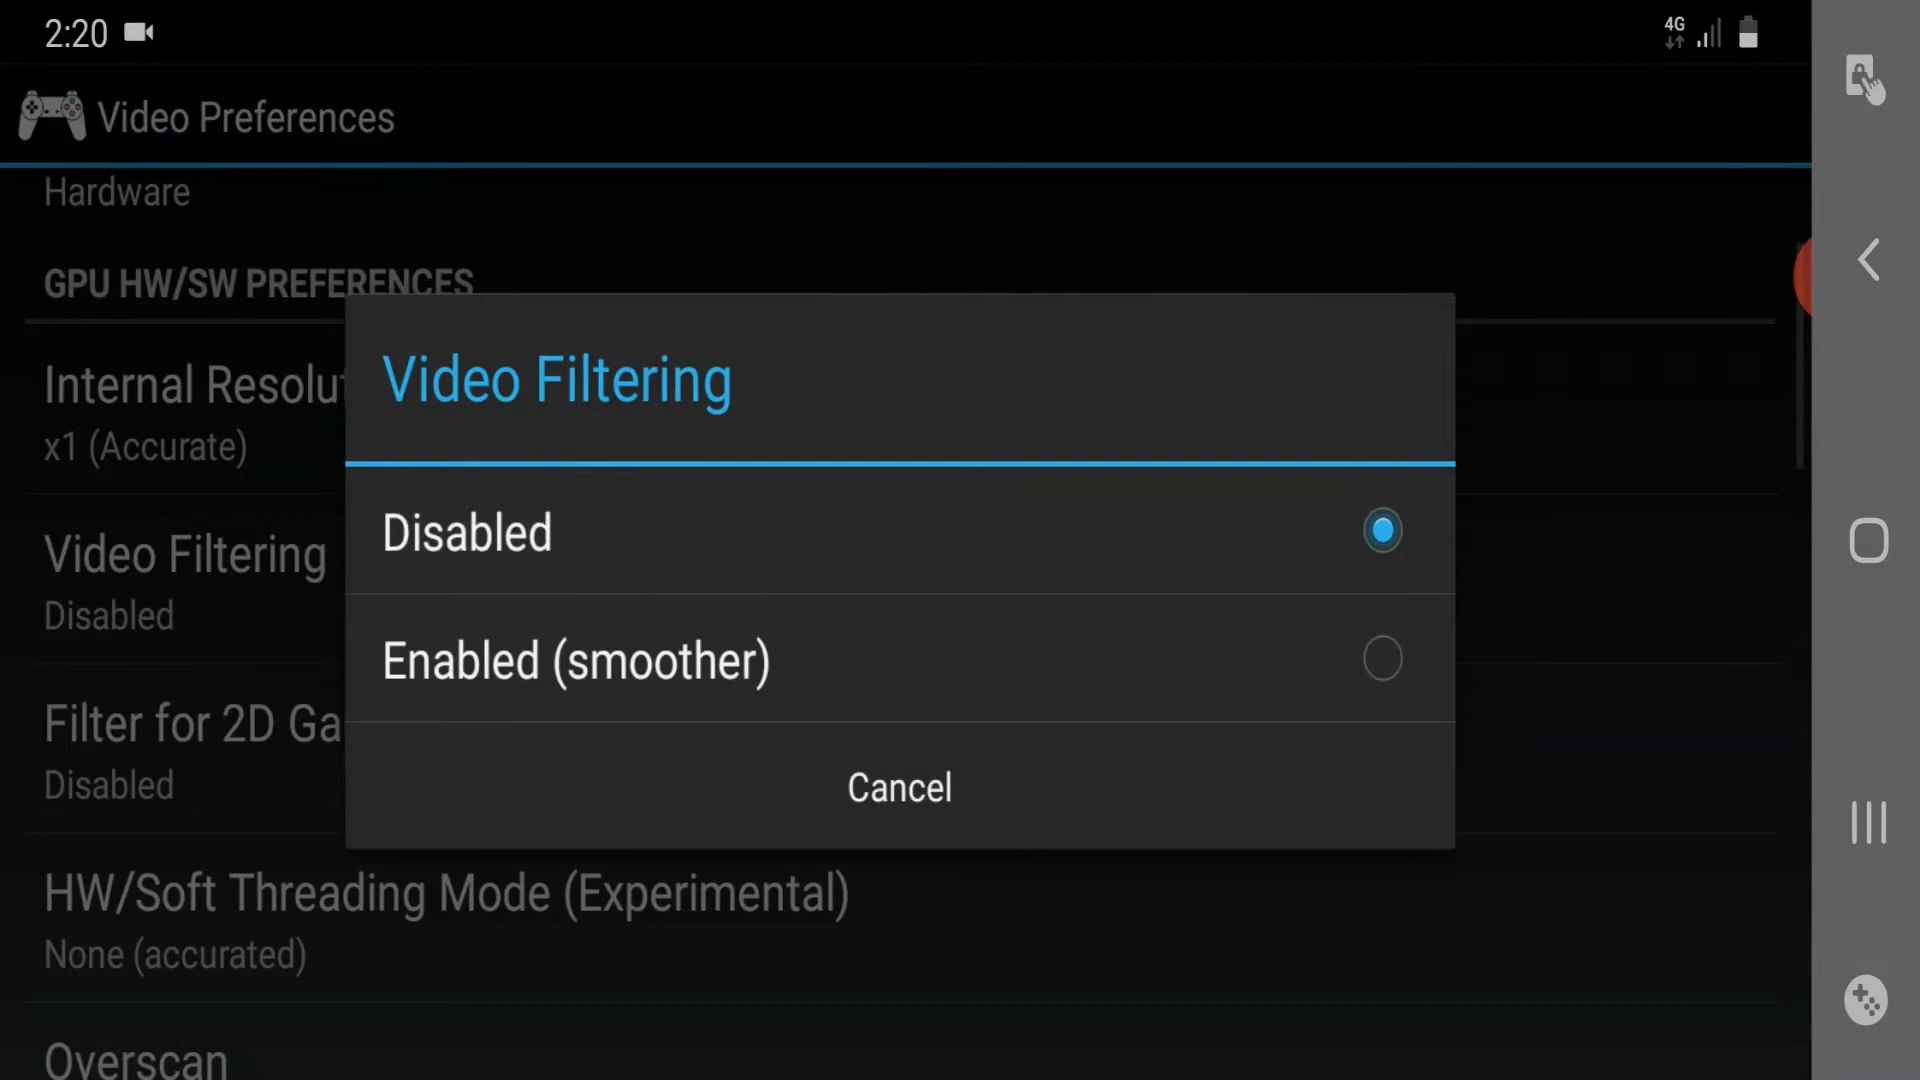 2:20
4G
Video Preferences
Hardware
GPU HW/SW PREFERENCES
Internal Resolut
x1 (Accurate)
Video Filtering
Disabled
Filter for 2D Ga
Disabled
HW/Soft Threading Mode (Experimental)
None (accurated)
Overscan
Video Filtering
Disabled
Enabled (smoother)
Cancel